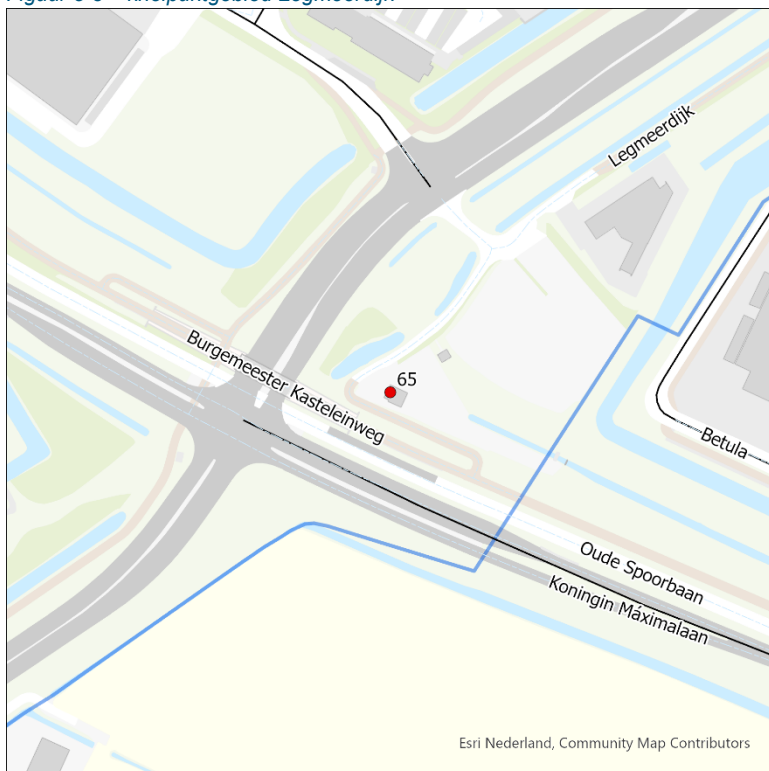 Legmeerdijk
Burgemeester Kasteleinweg
65
Betula
Oude Spoorbaan
Koningin Máximalaan
Esri Nederland, Community Map Contributors